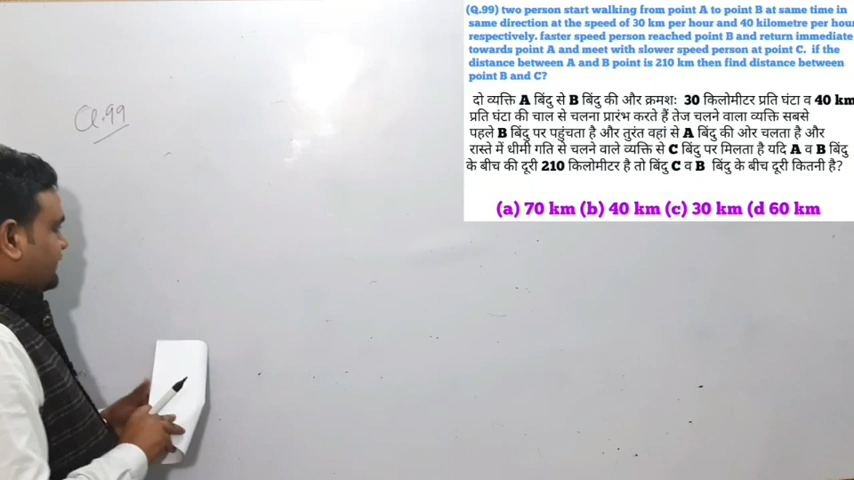 (Q.99) two person start walking from point A to point B at same time in
same direction at the speed of 30 km per hour and 40 kilometre per hour
respectively. faster speed person reached point B and return immediate
towards point A and meet with slower speed person at point C. if the
distance between A and B point is 210 km then find distance between
point B and C?
दो व्यक्ति A बिंदु से B बिंदु की और क्रमशः 30 किलोमीटर प्रति घंटा व 40 km
प्रति घंटा की चाल से चलना प्रारंभ करते हैं तेज चलने वाला व्यक्ति सबसे
पहले B बिंदु पर पहुंचता है और तुरंत वहां से A बिंदु की ओर चलता है और
रास्ते में धीमी गति से चलने वाले व्यक्ति से C बिंदु पर मिलता है यदि A व B बिंदु
के बीच की दूरी 210 किलोमीटर है तो बिंदु C व B बिंदु के बीच दूरी कितनी है?
(a) 70 km (b) 40 km (c) 30 km (d 60 km
Q.99